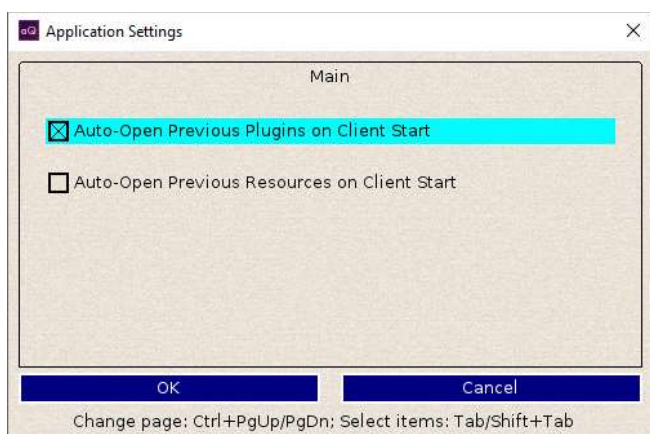 aQ Application Settings
Main
Auto-Open Previous Plugins on Client Start
Auto-Open Previous Resources on Client Start
OK Cancel
Change page: Ctrl+PgUp/PgDn; Select items: Tab/Shift+Tab